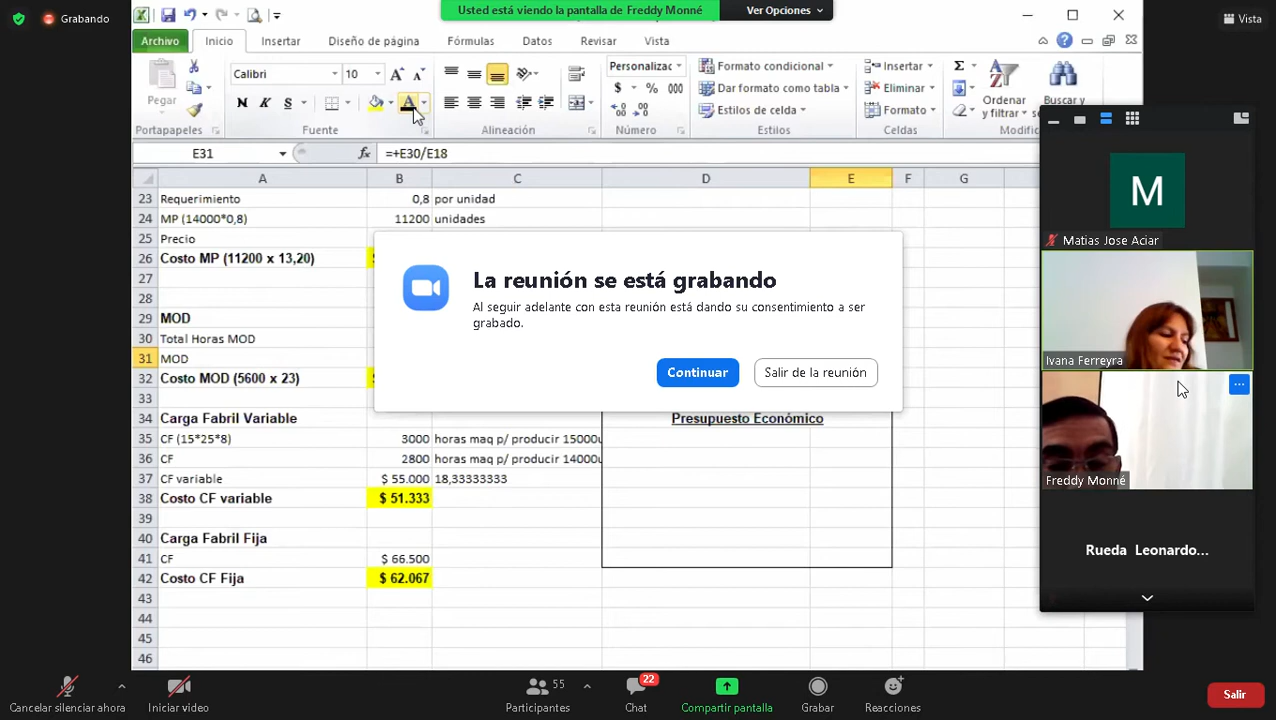 Grabando
Usted está viendo la pantalla de Freddy Monné
Ver Opciones
Vista
Archivo
Inicio
Insertar
Diseño de página
Fórmulas
Datos
Revisar
Vista
Pegar
Portapapeles
Calibri
10
N K S
A
Fuente
Alineación
Personalizac
$ % 000
Número
Formato condicional
Dar formato como tabla
Estilos de celda
Estilos
Insertar
Eliminar
Formato
Celdas
Σ
Ordenar
y filtrar
Buscar y
Modific
E31
fx
=+E30/E18
A B C D E F G
23 Requerimiento 0,8 por unidad
24 MP (14000*0,8) 11200 unidades
25 Precio
26 Costo MP (11200 x 13,20)
27
28
29 MOD
30 Total Horas MOD
31 MOD
32 Costo MOD (5600 x 23)
33
34 Carga Fabril Variable Presupuesto Económico
35 CF (15*25*8) 3000 horas maq p/ producir 15000u
36 CF 2800 horas maq p/ producir 14000u
37 CF variable $ 55.000 18,33333333
38 Costo CF variable $ 51.333
39
40 Carga Fabril Fija
41 CF $ 66.500
42 Costo CF Fija $ 62.067
43
44
45
46
La reunión se está grabando
Al seguir adelante con esta reunión está dando su consentimiento a ser
grabado.
Continuar
Salir de la reunión
M
Matias Jose Aciar
Ivana Ferreyra
Freddy Monné
Rueda Leonardo...
Cancelar silenciar ahora
Iniciar video
55
Participantes
22
Chat
Compartir pantalla
Grabar
Reacciones
Salir